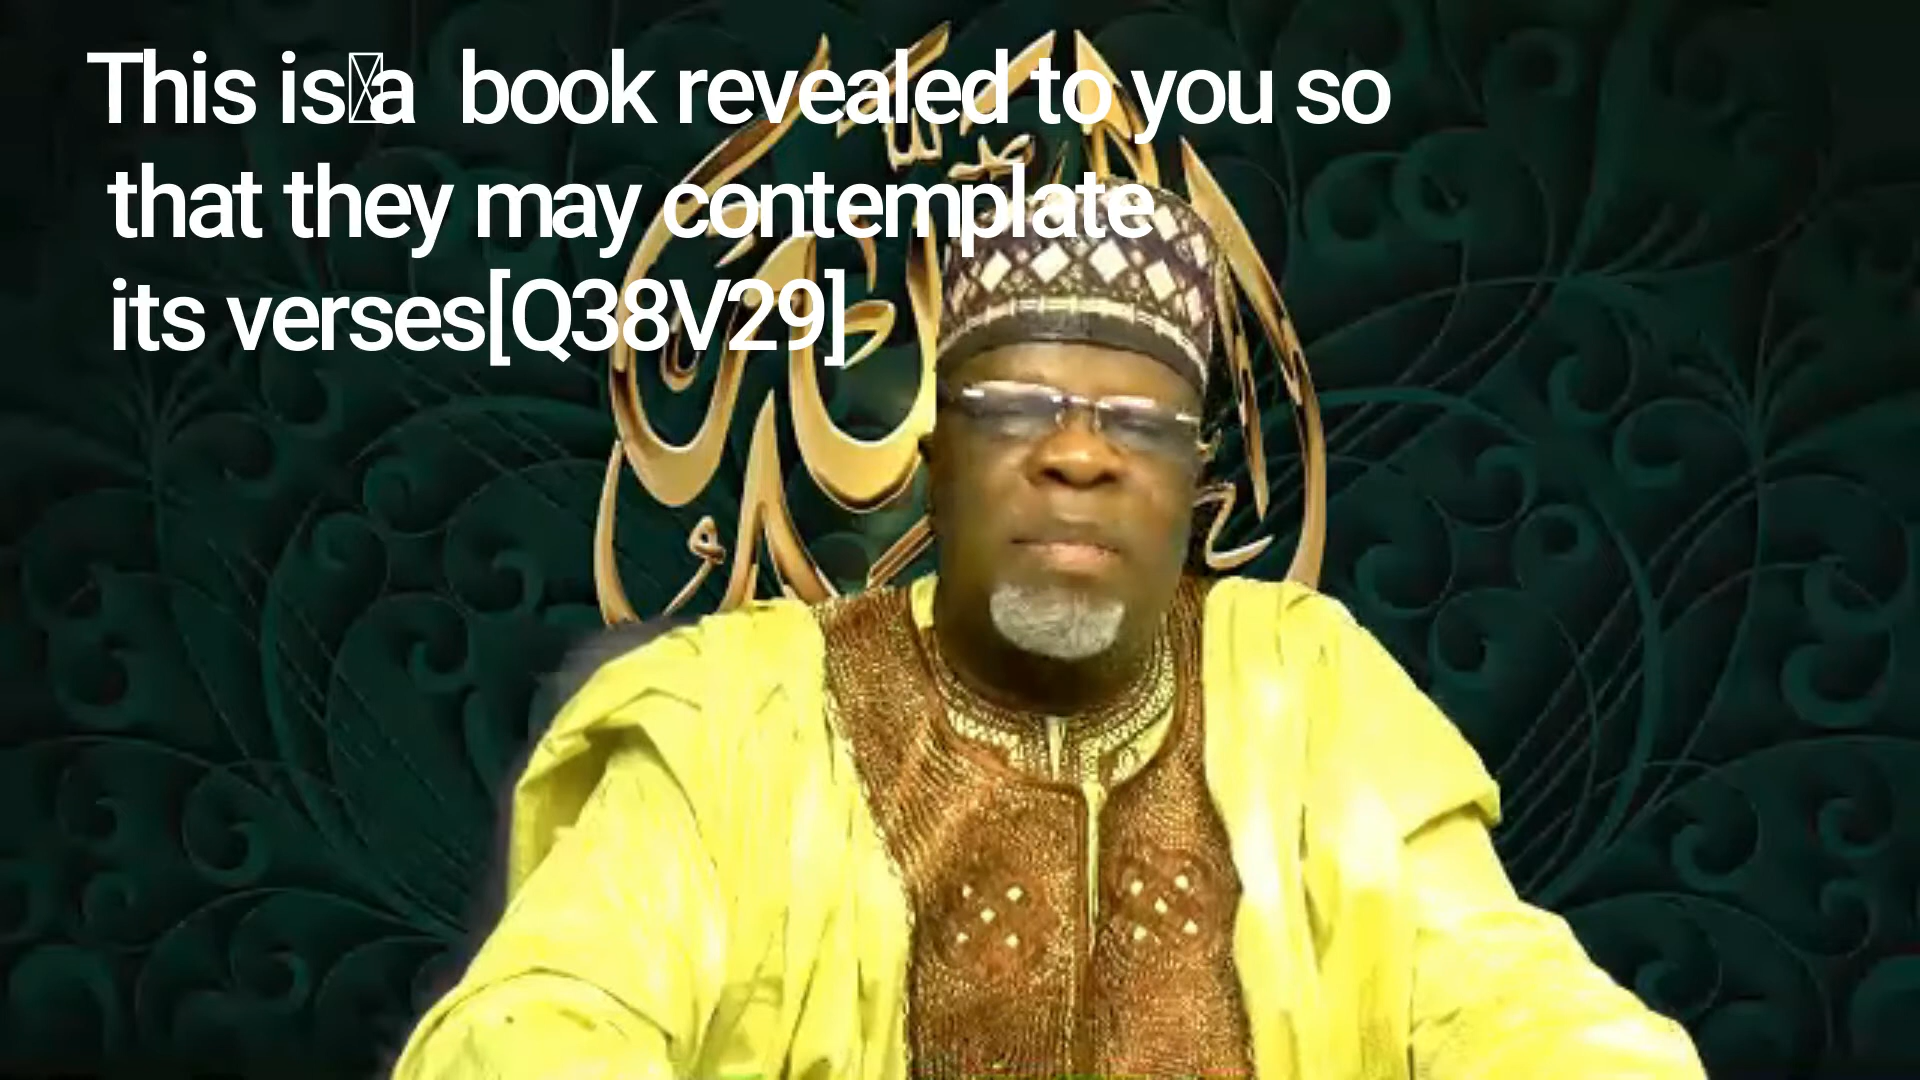 This is a book revealed to you so
that they may contemplate
its verses[Q38V29]